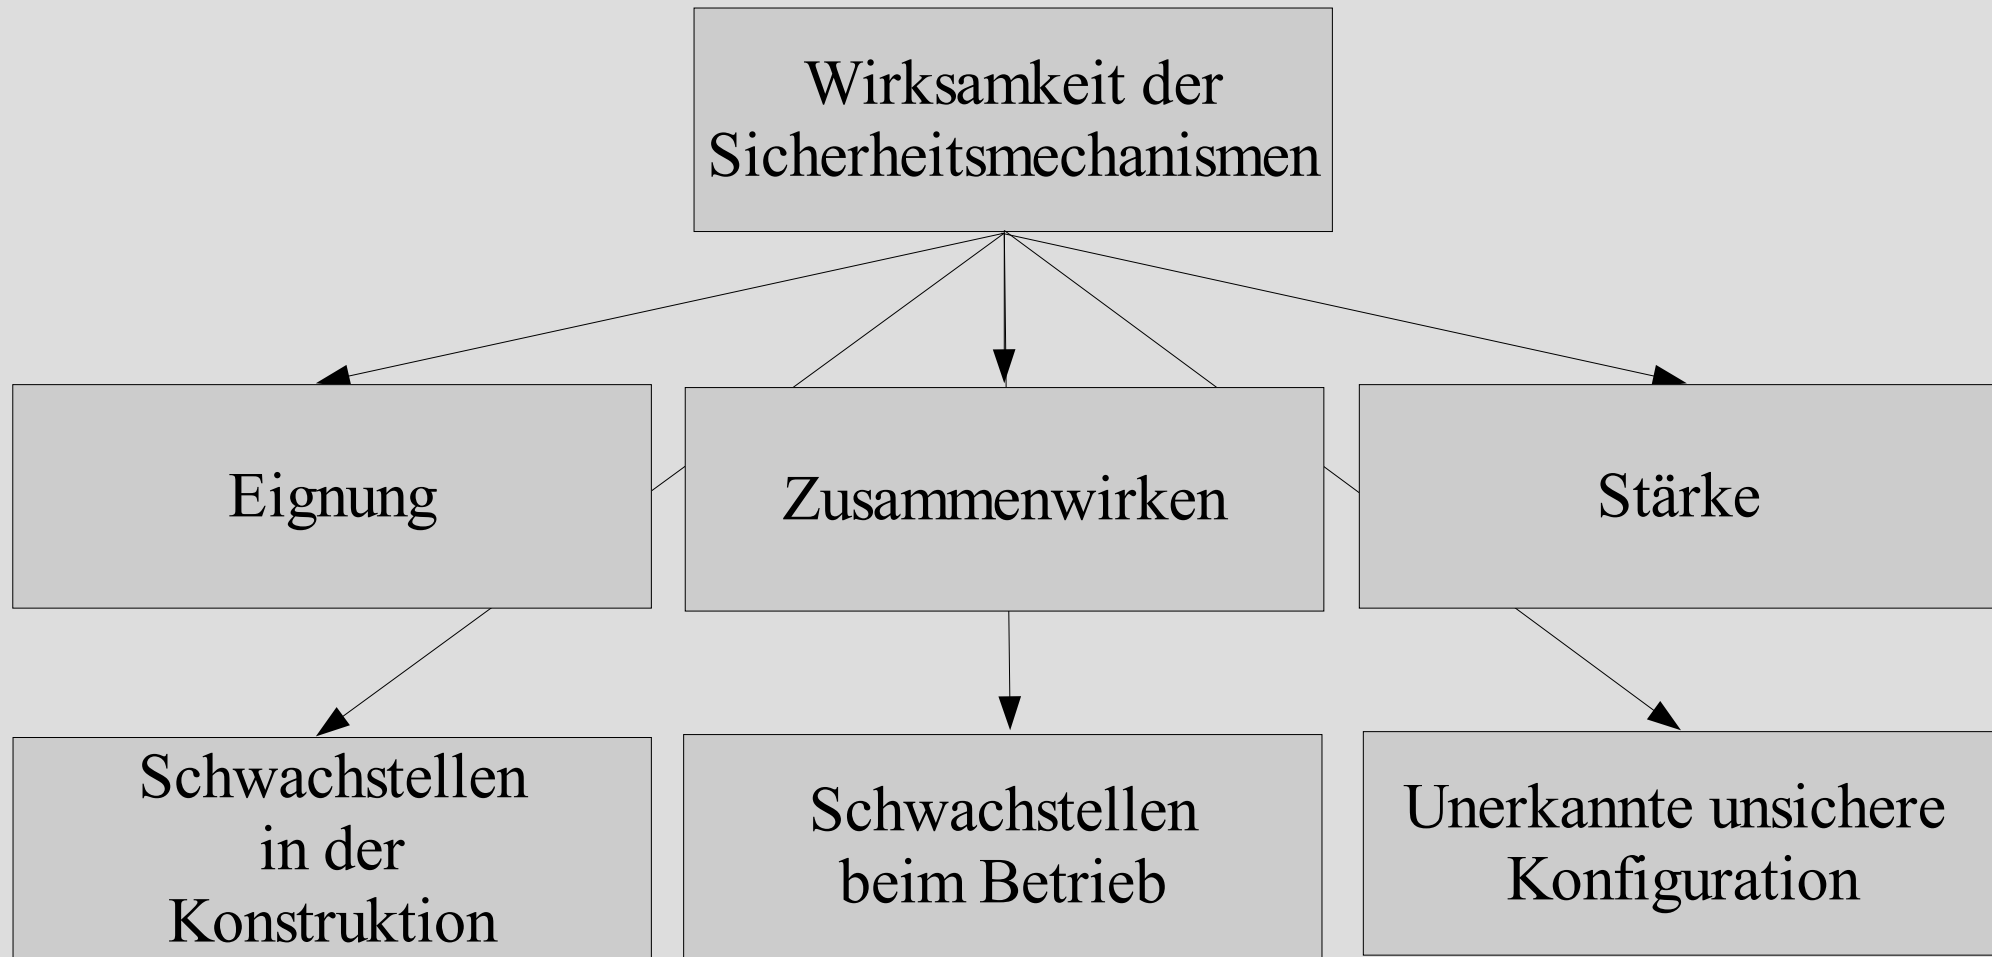 Wirksamkeit der
Sicherheitsmechanismen
Eignung
Zusammenwirken
Stärke
Schwachstellen
in der
Konstruktion
Schwachstellen
beim Betrieb
Unerkannte unsichere
Konfiguration